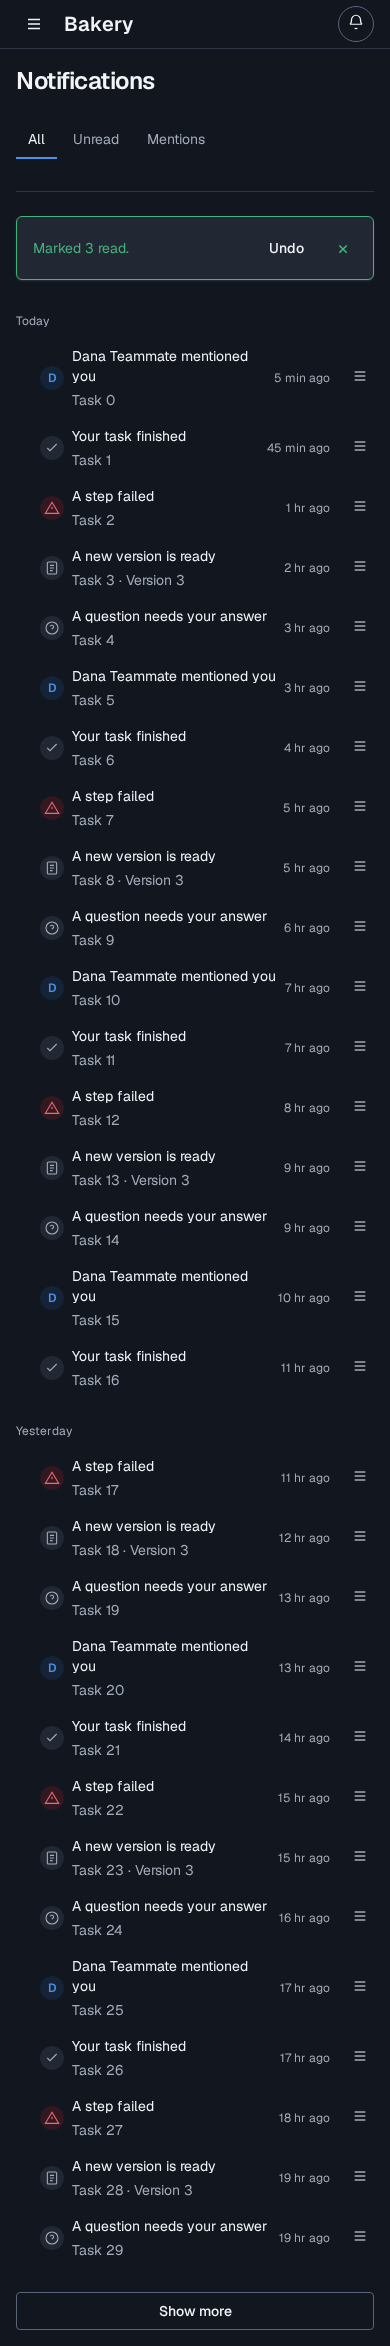 Bakery
Notifications
All Unread Mentions
Marked 3 read. Undo
Today
Dana Teammate mentioned
you
D 5 min ago
Task 0
Your task finished
45 min ago
Task 1
A step failed
1 hr ago
Task 2
A new version is ready
2 hr ago
Task 3 · Version 3
A question needs your answer
3 hr ago
Task 4
Dana Teammate mentioned you
D 3 hr ago
Task 5
Your task finished
4 hr ago
Task 6
A step failed
5 hr ago
Task 7
A new version is ready
5 hr ago
Task 8 · Version 3
A question needs your answer
6 hr ago
Task 9
Dana Teammate mentioned you
D 7 hr ago
Task 10
Your task finished
7 hr ago
Task 11
A step failed
8 hr ago
Task 12
A new version is ready
9 hr ago
Task 13 · Version 3
A question needs your answer
9 hr ago
Task 14
Dana Teammate mentioned
you
D 10 hr ago
Task 15
Your task finished
11 hr ago
Task 16
Yesterday
A step failed
11 hr ago
Task 17
A new version is ready
12 hr ago
Task 18 · Version 3
A question needs your answer
13 hr ago
Task 19
Dana Teammate mentioned
you
D 13 hr ago
Task 20
Your task finished
14 hr ago
Task 21
A step failed
15 hr ago
Task 22
A new version is ready
15 hr ago
Task 23 · Version 3
A question needs your answer
16 hr ago
Task 24
Dana Teammate mentioned
you
D 17 hr ago
Task 25
Your task finished
17 hr ago
Task 26
A step failed
18 hr ago
Task 27
A new version is ready
19 hr ago
Task 28 · Version 3
A question needs your answer
19 hr ago
Task 29
Show more